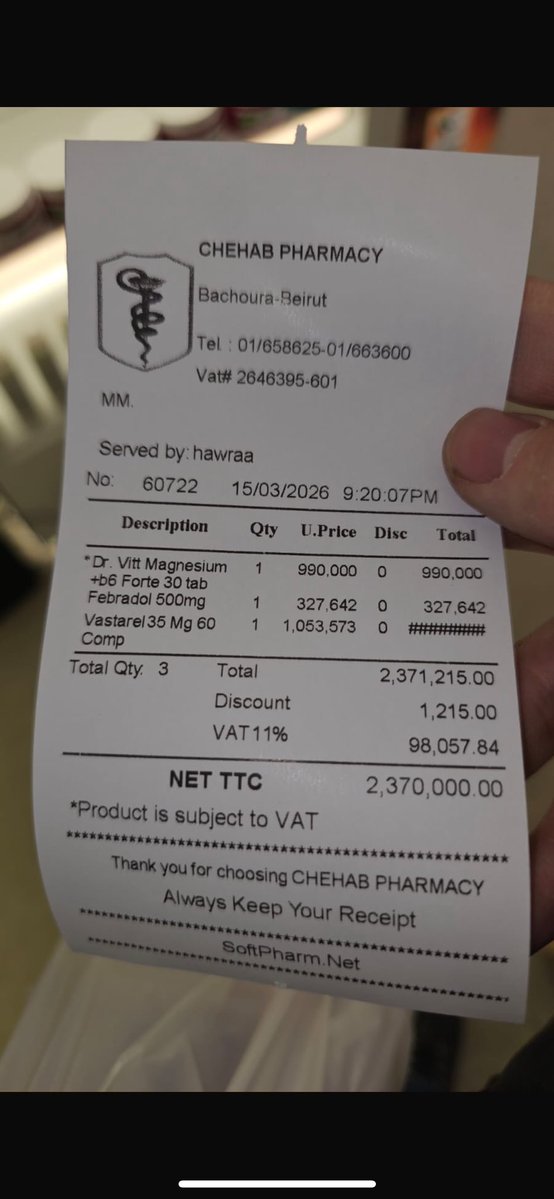 CHEHAB PHARMACY
Bachoura-Beirut
Tel : 01/658625-01/663600
Vat# 2646395-601
MM.
Served by: hawraa
No: 60722 15/03/2026 9:20:07PM
Description Qty U.Price Disc Total
*Dr. Vitt Magnesium 1 990,000 0 990,000
+b6 Forte 30 tab
Febradol 500mg 1 327,642 0 327,642
Vastarel 35 Mg 60 1 1,053,573 0 #########
Comp
Total Qty. 3 Total 2,371,215.00
Discount 1,215.00
VAT 11% 98,057.84
NET TTC 2,370,000.00
*Product is subject to VAT
Thank you for choosing CHEHAB PHARMACY
Always Keep Your Receipt
SoftPharm.Net